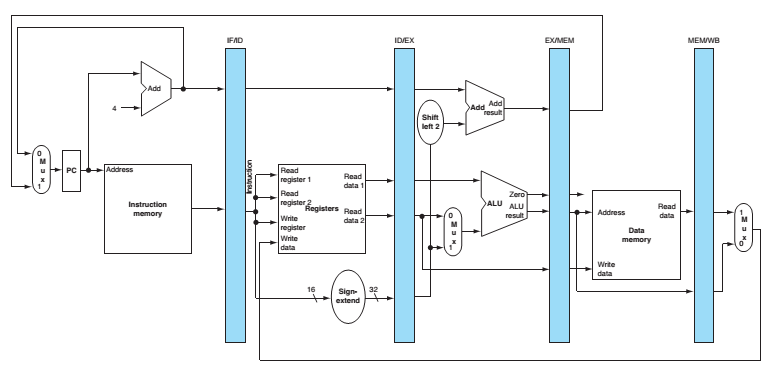 IF/ID
ID/EX
EX/MEM
MEM/WB
Add
4
Shift
left 2
Add
Add
result
0
M
u
x
1
PC
Address
Instruction
memory
Instruction
Read
register 1
Read
register 2
Registers
Write
register
Write
data
Read
data 1
Read
data 2
0
M
u
x
1
ALU
Zero
ALU
result
Address
Read
data
Data
memory
Write
data
1
M
u
x
0
16
Sign-
extend
32